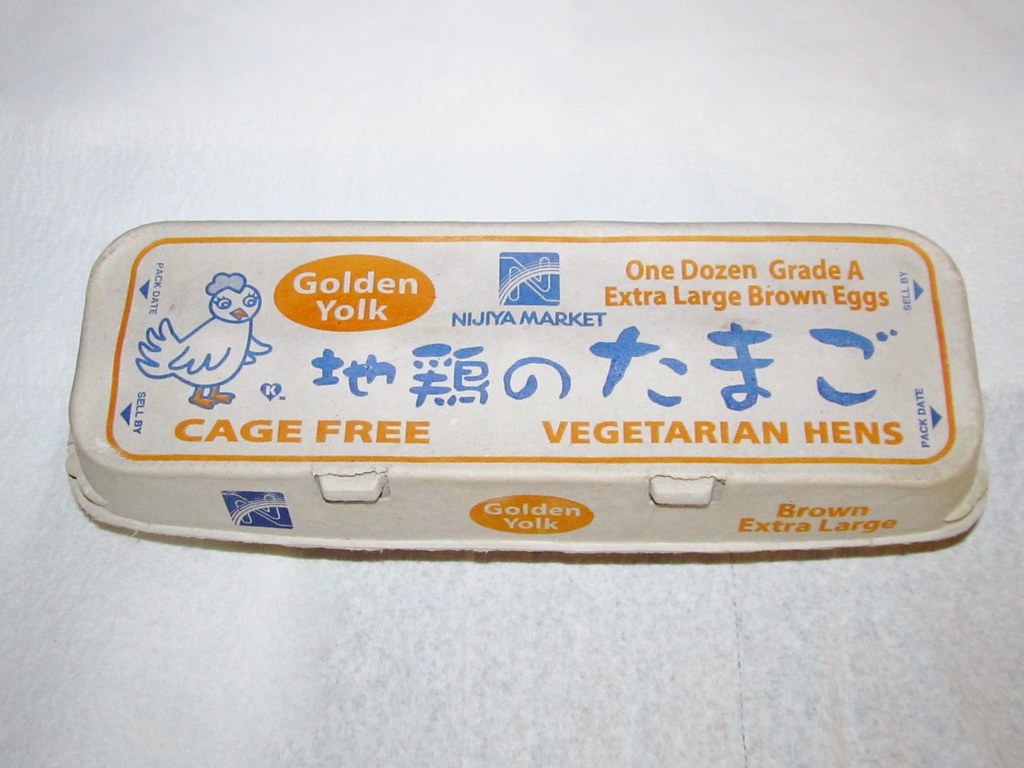 PACK DATE
SELL BY
Golden
Yolk
NIJIYA MARKET
One Dozen Grade A
Extra Large Brown Eggs
SELL BY
PACK DATE
地鶏のたまご
K
CAGE FREE
VEGETARIAN HENS
Golden
Yolk
Brown
Extra Large